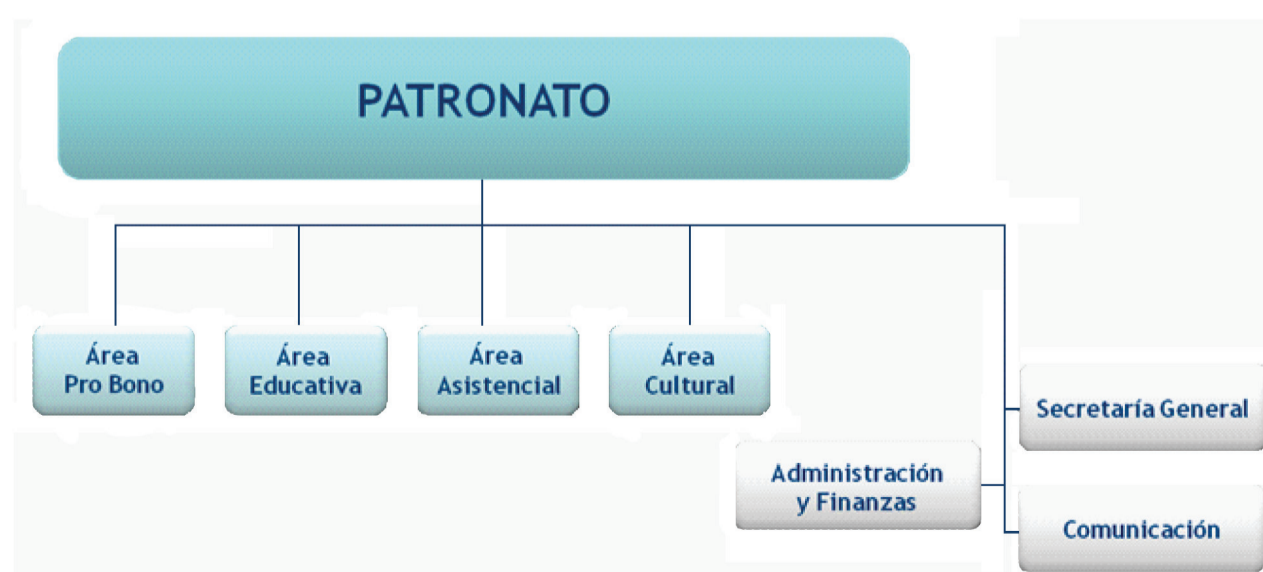 PATRONATO
Área
Pro Bono
Área
Educativa
Área
Asistencial
Área
Cultural
Secretaría General
Administración
y Finanzas
Comunicación